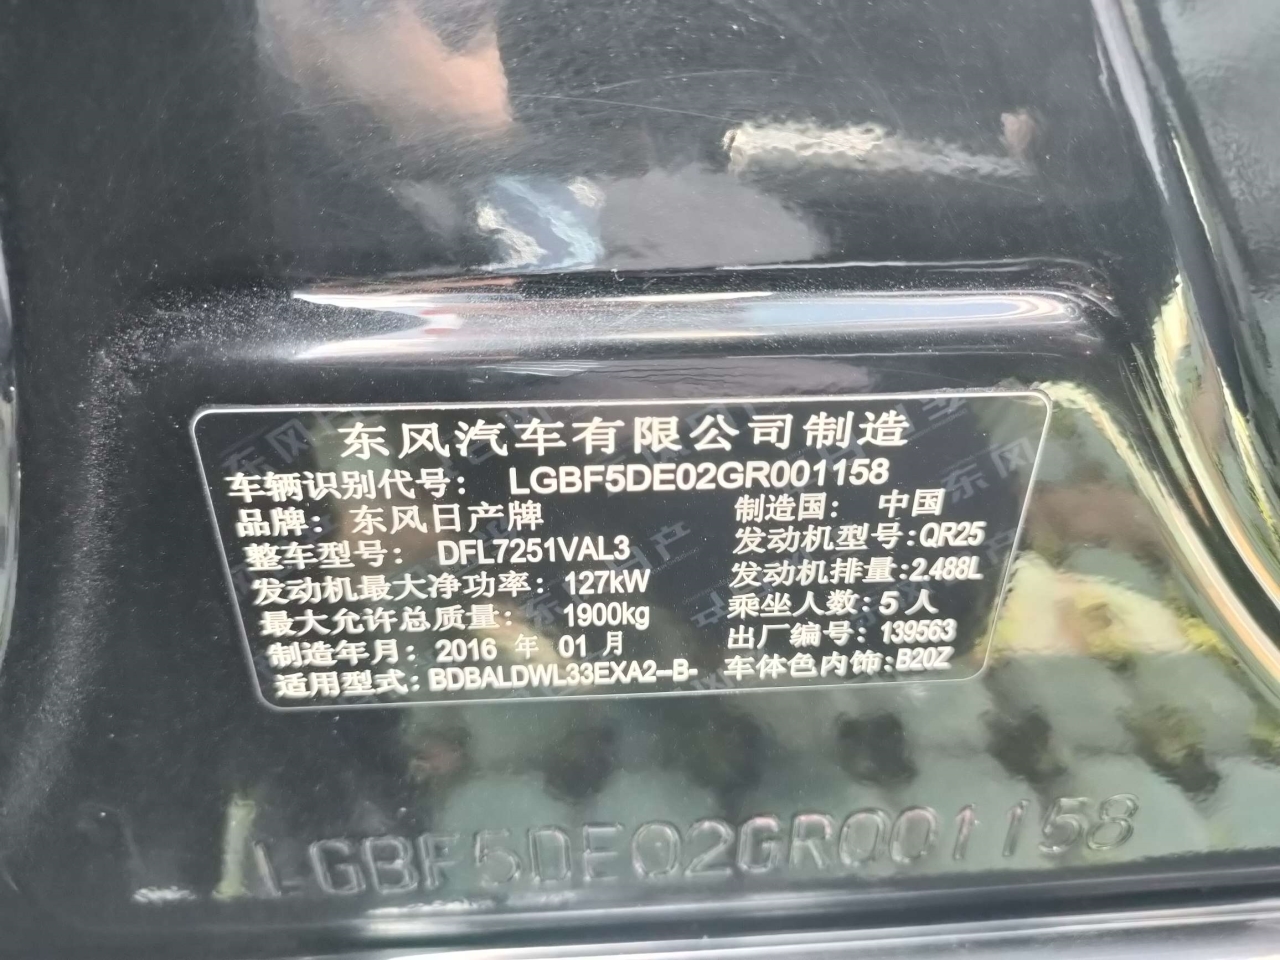 东风汽车有限公司制造
车辆识别代号: LGBF5DE02GR001158
品牌: 东风日产牌 制造国: 中国
整车型号: DFL7251VAL3 发动机型号:QR25
发动机最大净功率: 127kW 发动机排量:2.488L
最大允许总质量: 1900kg 乘坐人数:5人
制造年月: 2016 年 01 月 出厂编号:139563
适用型式: BDBALDWL33EXA2--B- 车体色内饰:B20Z
LGBF5DE02GR001158